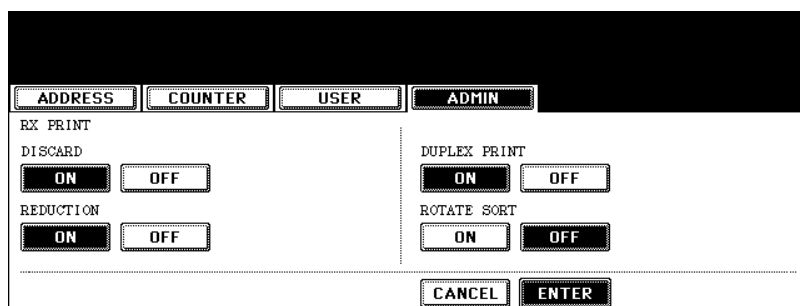 ADDRESS COUNTER USER ADMIN
RX PRINT
DISCARD DUPLEX PRINT
ON OFF ON OFF
REDUCTION ROTATE SORT
ON OFF ON OFF
CANCEL ENTER